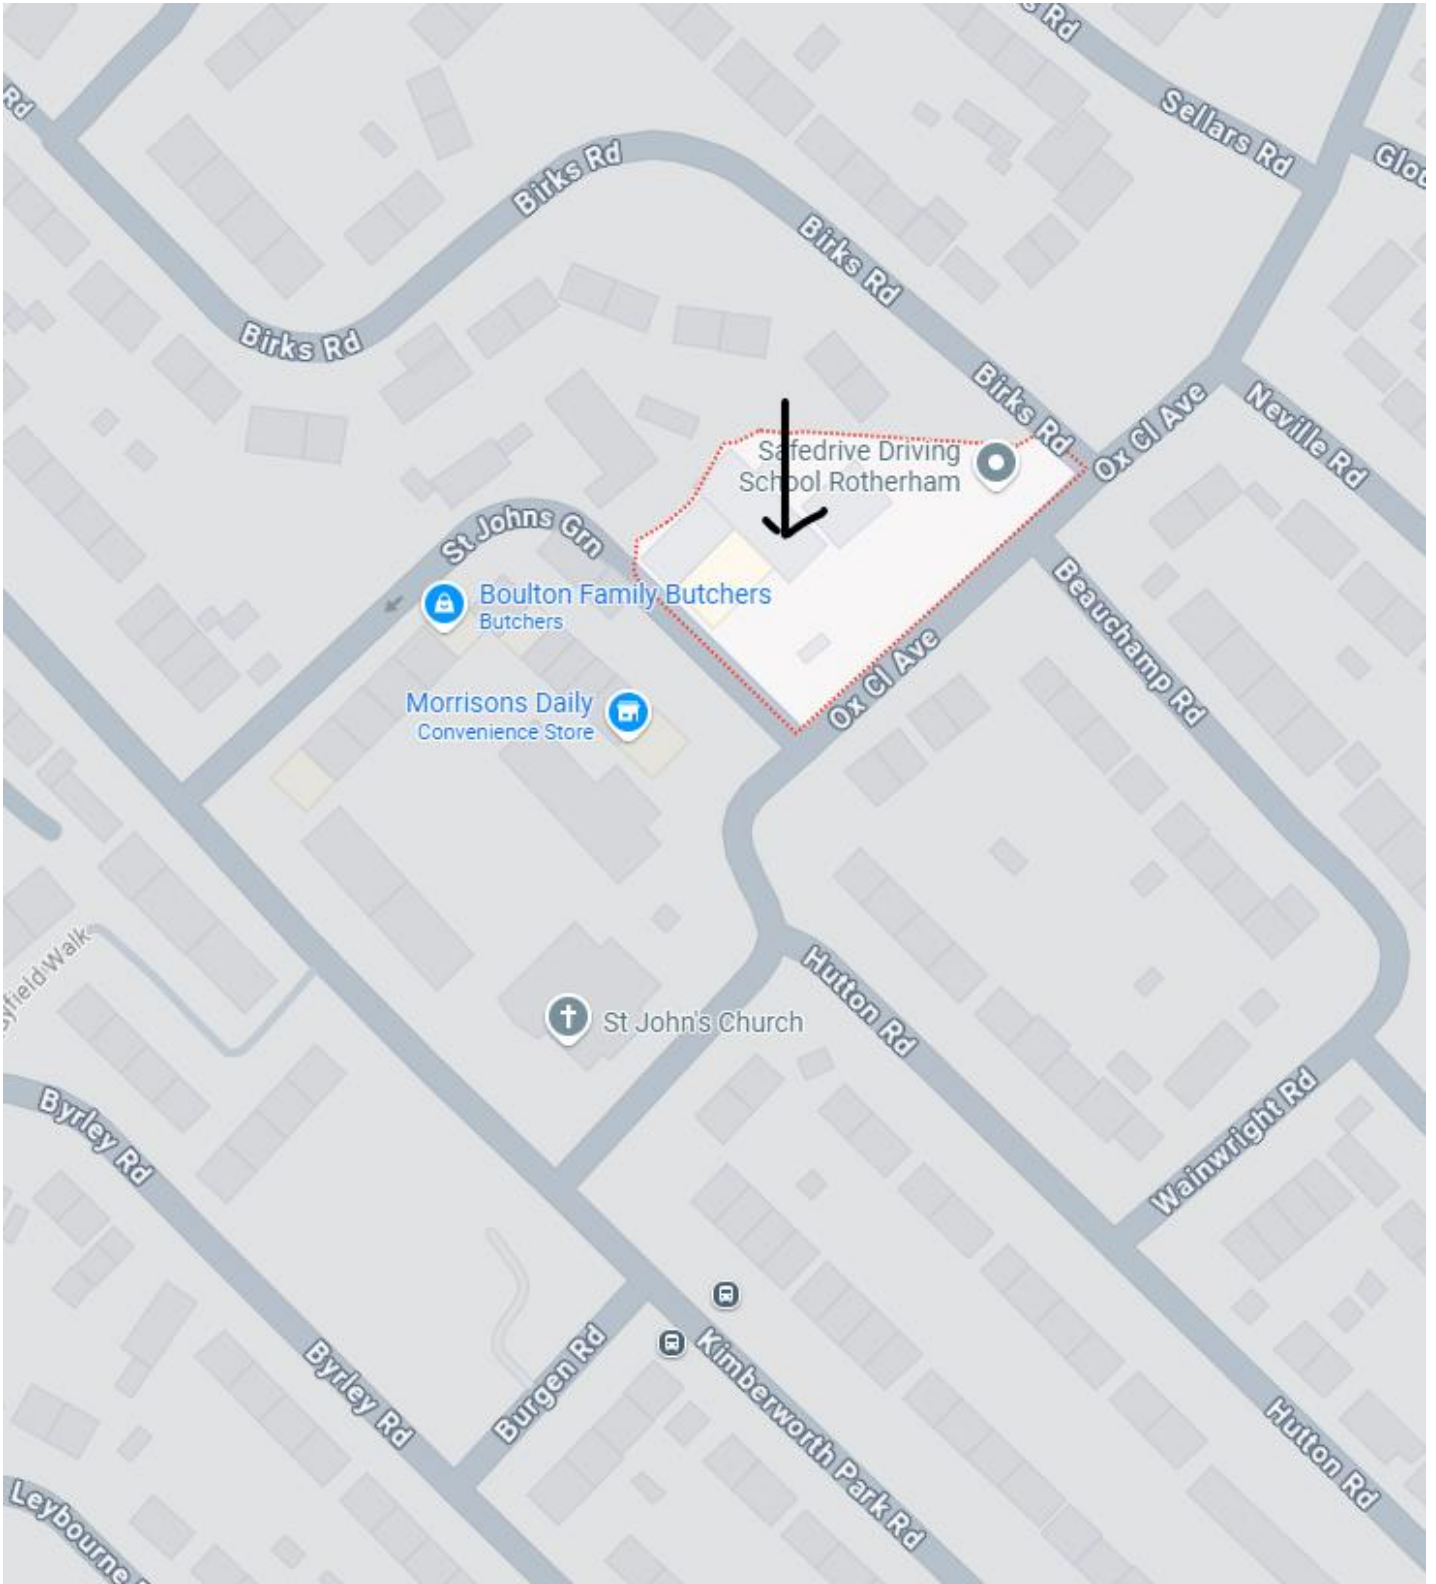 Rd
Sellars Rd
Birks Rd
Birks Rd
Birks Rd
Birks Rd
Ox Cl Ave
Neville Rd
Safedrive Driving
School Rotherham
St Johns Grn
Boulton Family Butchers
Butchers
Beauchamp Rd
Ox Cl Ave
Morrisons Daily
Convenience Store
Walk
Hutton Rd
St John's Church
Byrley Rd
Wainwright Rd
Byrley Rd
Burgen Rd
Kimberworth Park Rd
Hutton Rd
Leybourne